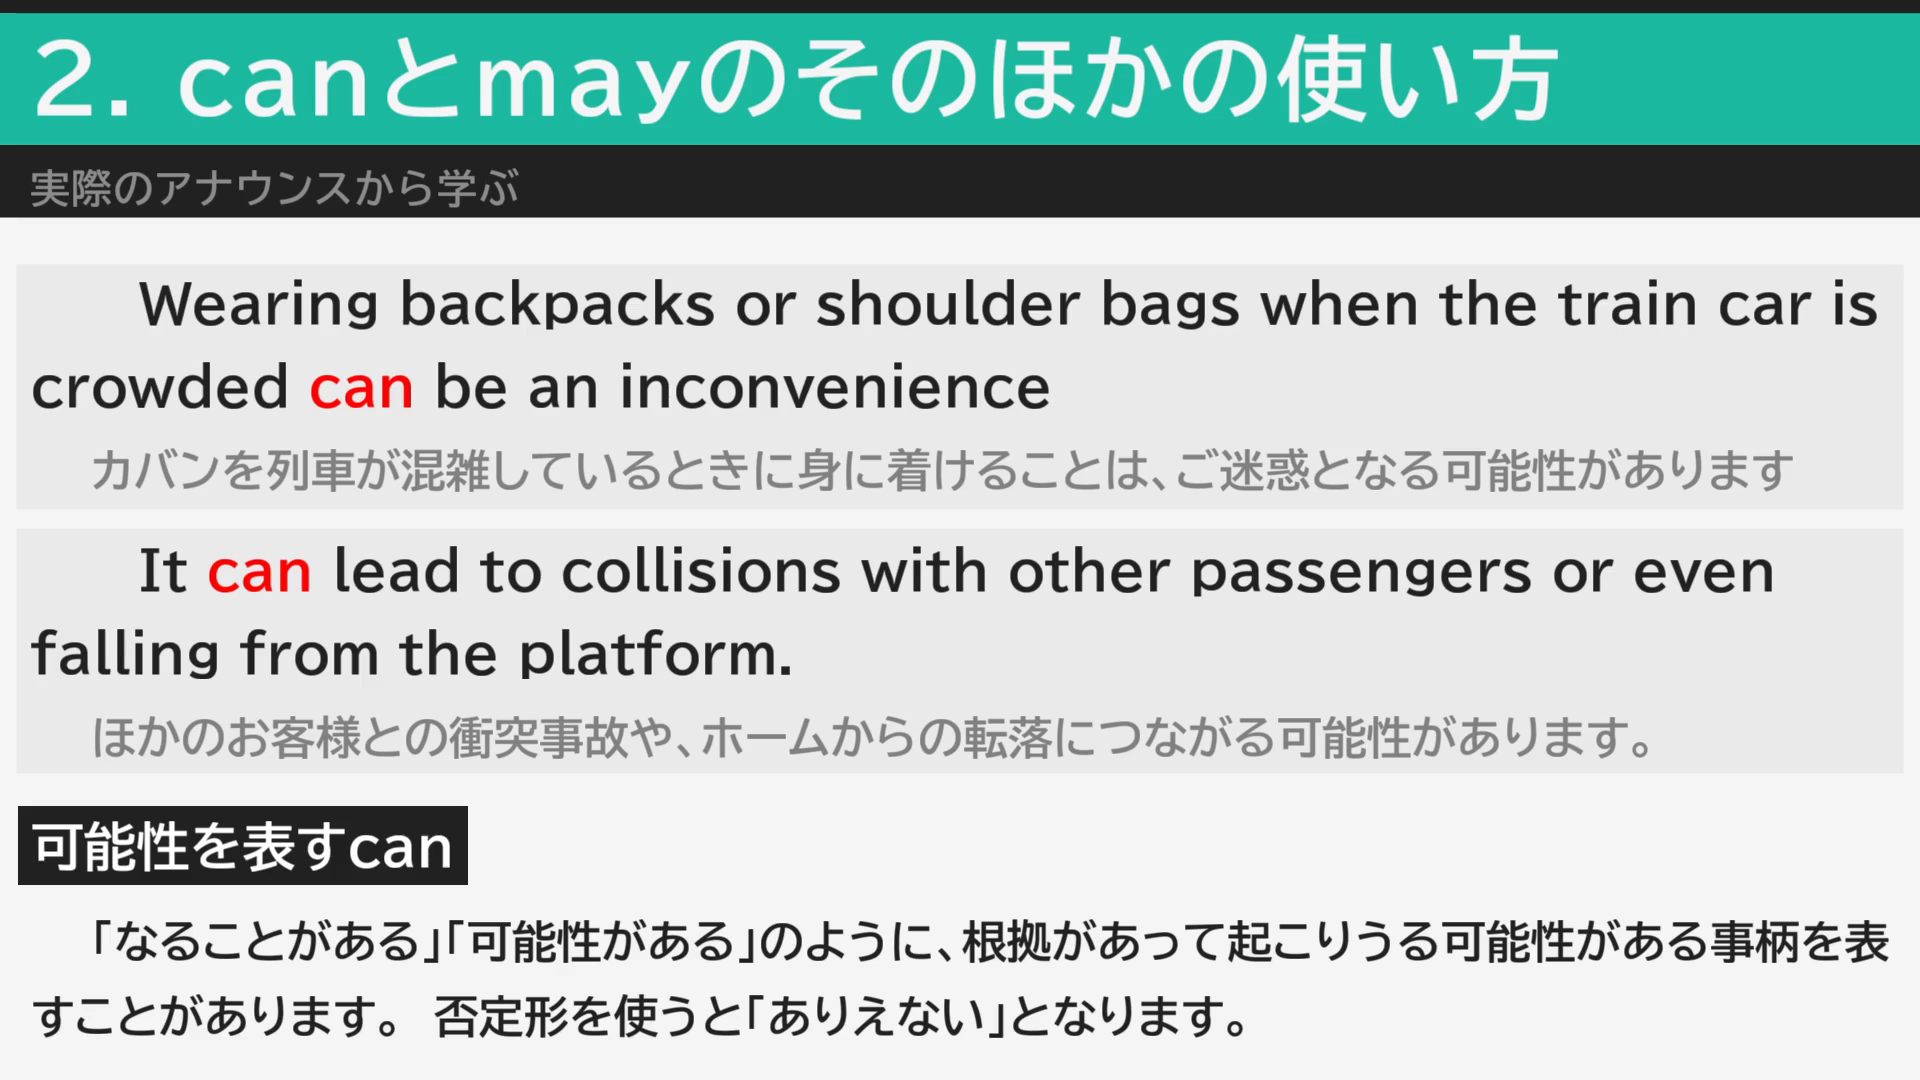 2. canとmayのそのほかの使い方
実際のアナウンスから学ぶ
Wearing backpacks or shoulder bags when the train car is
crowded can be an inconvenience
カバンを列車が混雑しているときに身に着けることは、ご迷惑となる可能性があります
It can lead to collisions with other passengers or even
falling from the platform.
ほかのお客様との衝突事故や、ホームからの転落につながる可能性があります。
可能性を表すcan
「なることがある」「可能性がある」のように、根拠があって起こりうる可能性がある事柄を表
すことがあります。 否定形を使うと「ありえない」となります。